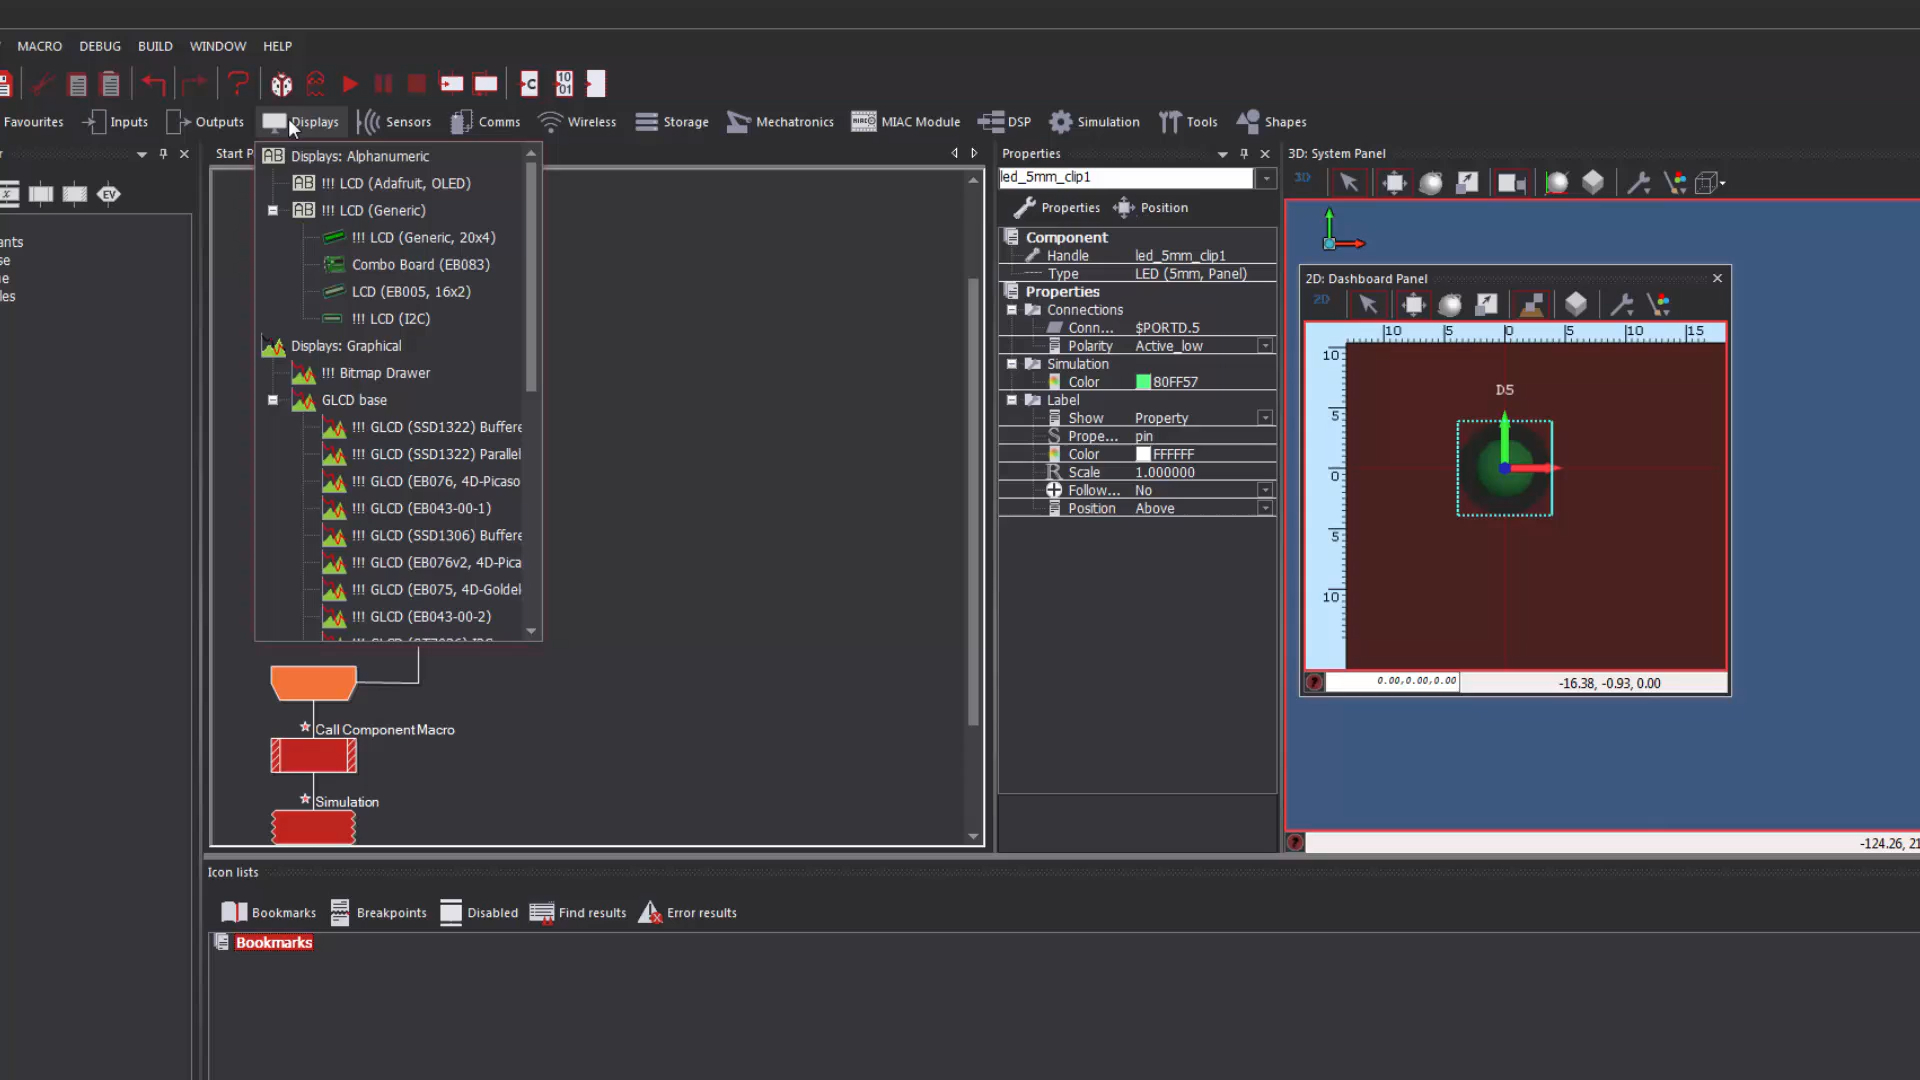 MACRO DEBUG BUILD WINDOW HELP
Favourites Inputs Outputs Displays Sensors Comms Wireless Storage Mechatronics MIAC Module DSP Simulation Tools Shapes
Start P
Displays: Alphanumeric
!!! LCD (Adafruit, OLED)
!!! LCD (Generic)
!!! LCD (Generic, 20x4)
Combo Board (EB083)
LCD (EB005, 16x2)
!!! LCD (I2C)
Displays: Graphical
!!! Bitmap Drawer
GLCD base
!!! GLCD (SSD1322) Buffere
!!! GLCD (SSD1322) Parallel
!!! GLCD (EB076, 4D-Picaso
!!! GLCD (EB043-00-1)
!!! GLCD (SSD1306) Buffere
!!! GLCD (EB076v2, 4D-Pica
!!! GLCD (EB075, 4D-Goldel
!!! GLCD (EB043-00-2)
Call Component Macro
Simulation
Properties
led_5mm_clip1
Properties Position
Component
Handle led_5mm_clip1
Type LED (5mm, Panel)
Properties
Connections
Conn... $PORTD.5
Polarity Active_low
Simulation
Color 80FF57
Label
Show Property
Prope... pin
Color FFFFFF
Scale 1.000000
Follow... No
Position Above
3D: System Panel
3D
2D: Dashboard Panel
2D
10 5 0 5 10 15
10
5
0
5
10
D5
0.00,0.00,0.00 -16.38, -0.93, 0.00
-124.26, 21
Icon lists
Bookmarks Breakpoints Disabled Find results Error results
Bookmarks